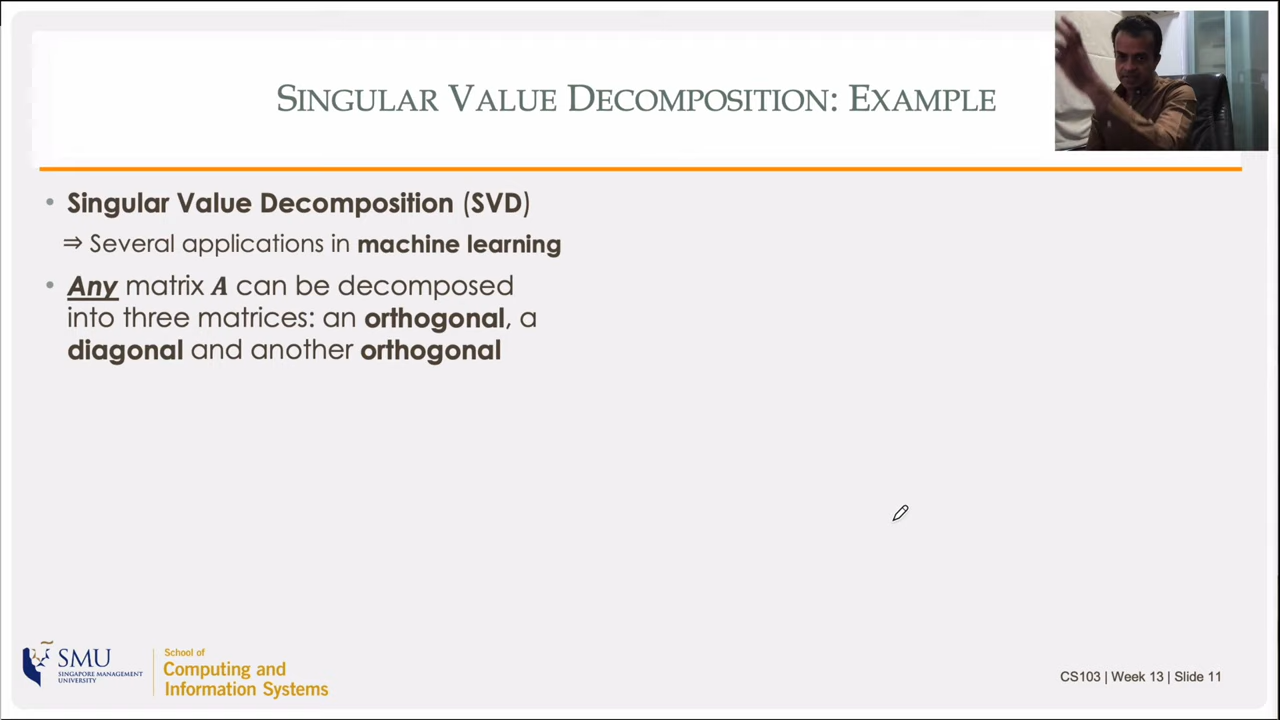 SINGULAR VALUE DECOMPOSITION: EXAMPLE
• Singular Value Decomposition (SVD)
⇒ Several applications in machine learning
• Any matrix A can be decomposed
into three matrices: an orthogonal, a
diagonal and another orthogonal
SMU
SINGAPORE MANAGEMENT
UNIVERSITY
School of
Computing and
Information Systems
CS103 | Week 13 | Slide 11